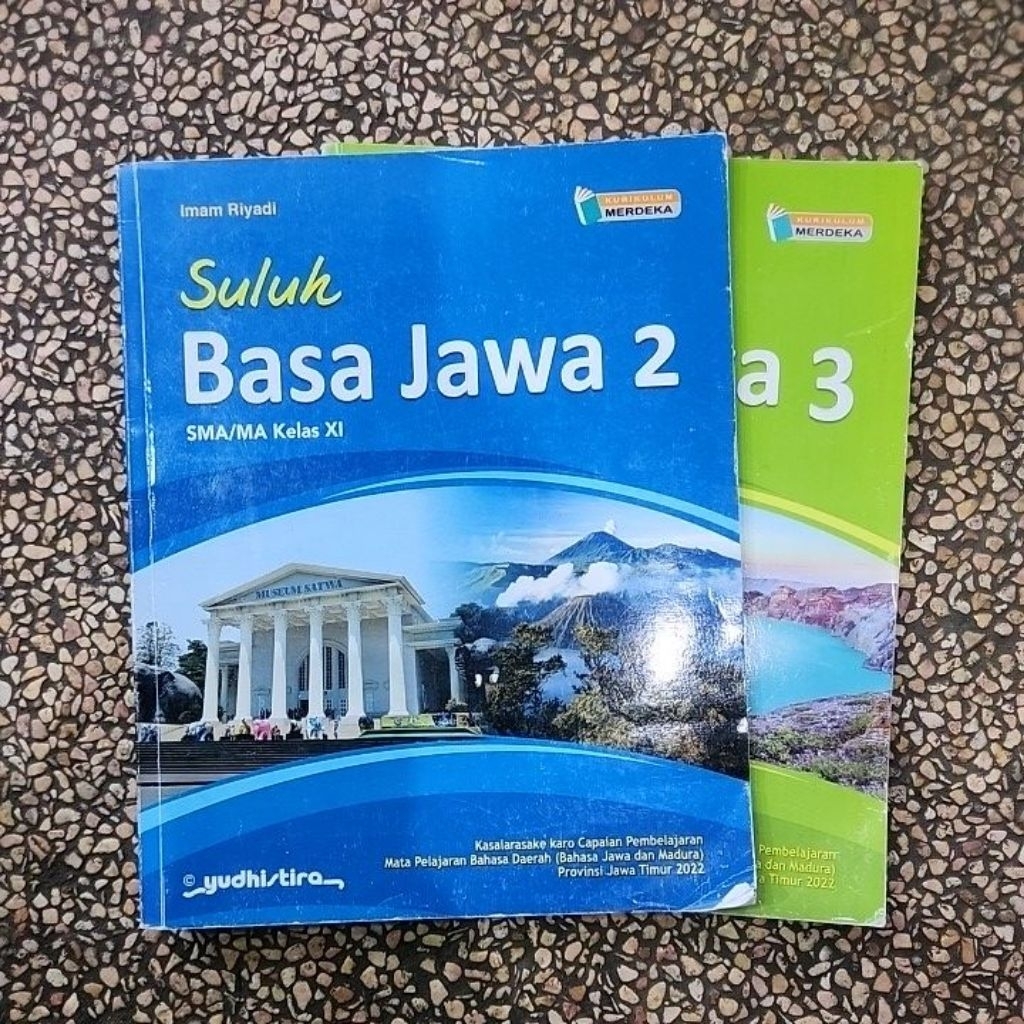 Imam Riyadi
KURIKULUM
MERDEKA
Suluh
Basa Jawa 2
SMA/MA Kelas XI
MUSEUM SATWA
Kasalarasake karo Capaian Pembelajaran
Mata Pelajaran Bahasa Daerah (Bahasa Jawa dan Madura)
Provinsi Jawa Timur 2022
© yudhistira
KURIKULUM
MERDEKA
a 3
Pembelajaran
a dan Madura)
a Timur 2022